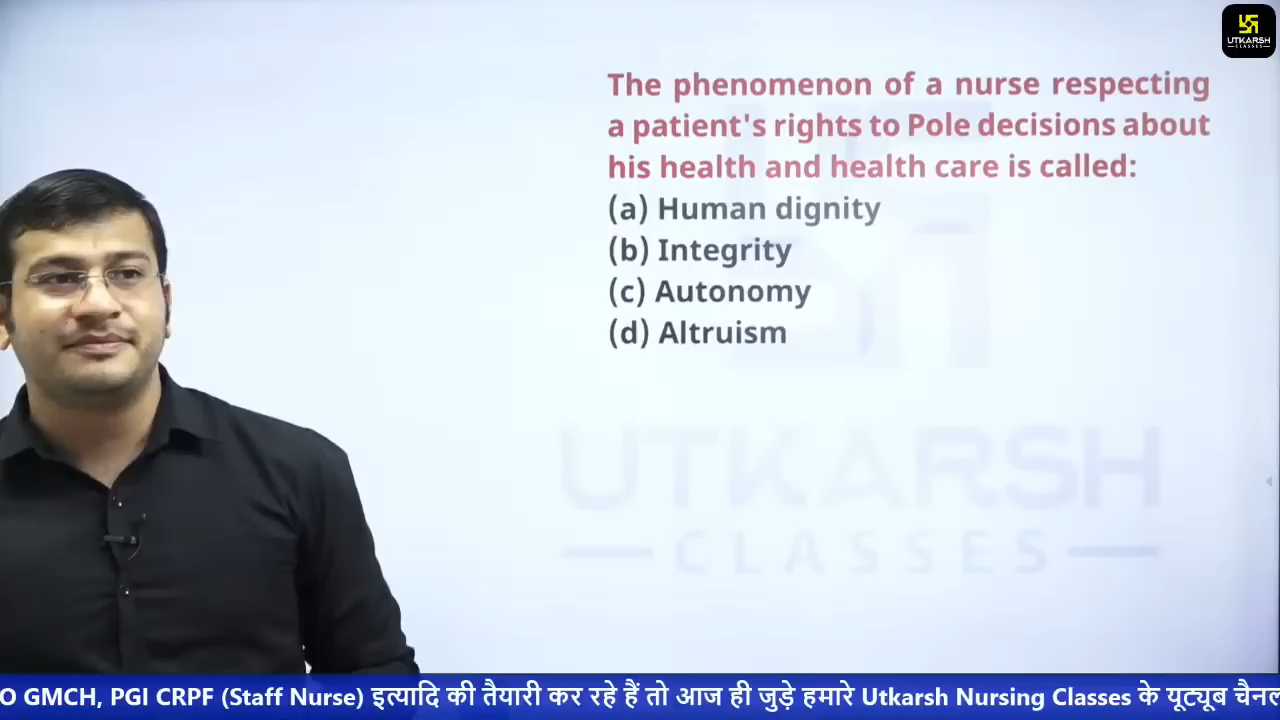 UTKARSH
CLASSES
The phenomenon of a nurse respecting
a patient's rights to Pole decisions about
his health and health care is called:
(a) Human dignity
(b) Integrity
(c) Autonomy
(d) Altruism
UTKARSH
CLASSES
O GMCH, PGI CRPF (Staff Nurse) इत्यादि की तैयारी कर रहे हैं तो आज ही जुड़े हमारे Utkarsh Nursing Classes के यूट्यूब चैनल